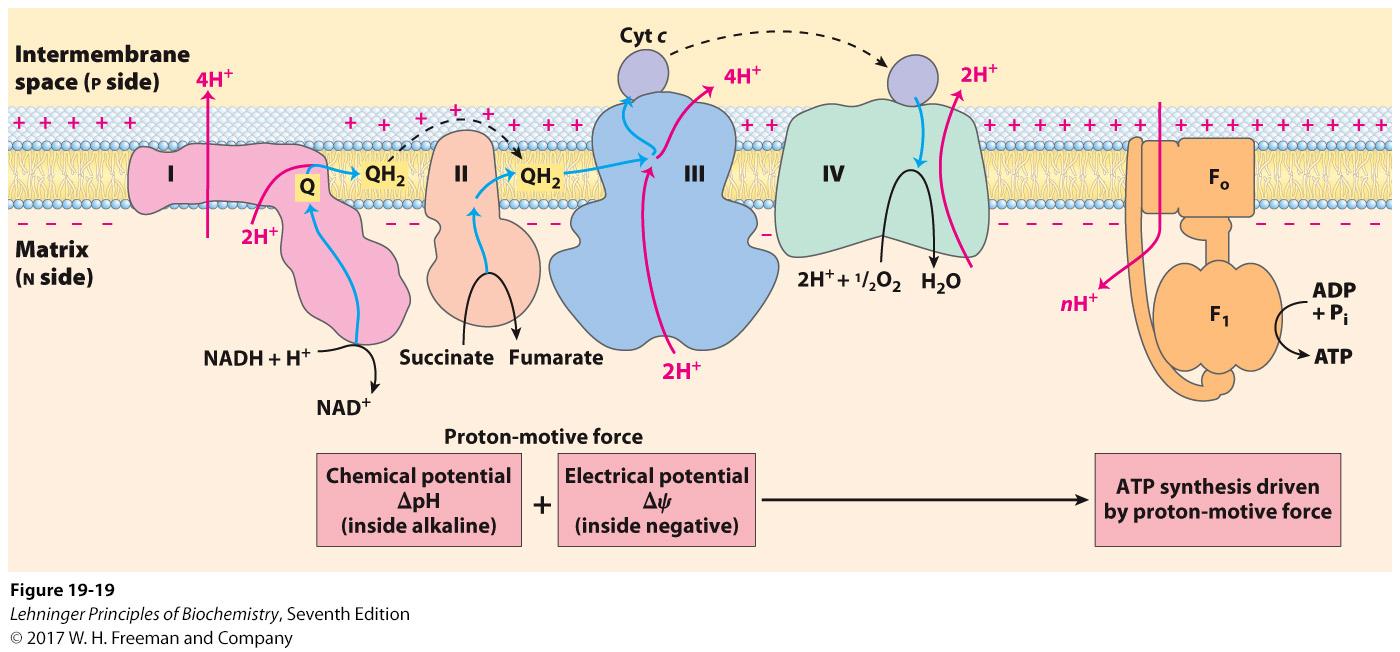 Intermembrane
space (P side)
4H⁺
Cyt c
4H⁺
2H⁺
+ + + + +
+ + + + + + + +
+ +
+ + + + + + + + + + + + + + + + + + +
I
Q
QH₂
II
QH₂
III
IV
Fₒ
2H⁺
Matrix
(N side)
2H⁺ + 1/2O₂
H₂O
nH⁺
F₁
ADP
+ Pᵢ
ATP
NADH + H⁺
NAD⁺
Succinate
Fumarate
2H⁺
Proton-motive force
Chemical potential
ΔpH
(inside alkaline)
+
Electrical potential
Δψ
(inside negative)
ATP synthesis driven
by proton-motive force
Figure 19-19
Lehninger Principles of Biochemistry, Seventh Edition
© 2017 W. H. Freeman and Company